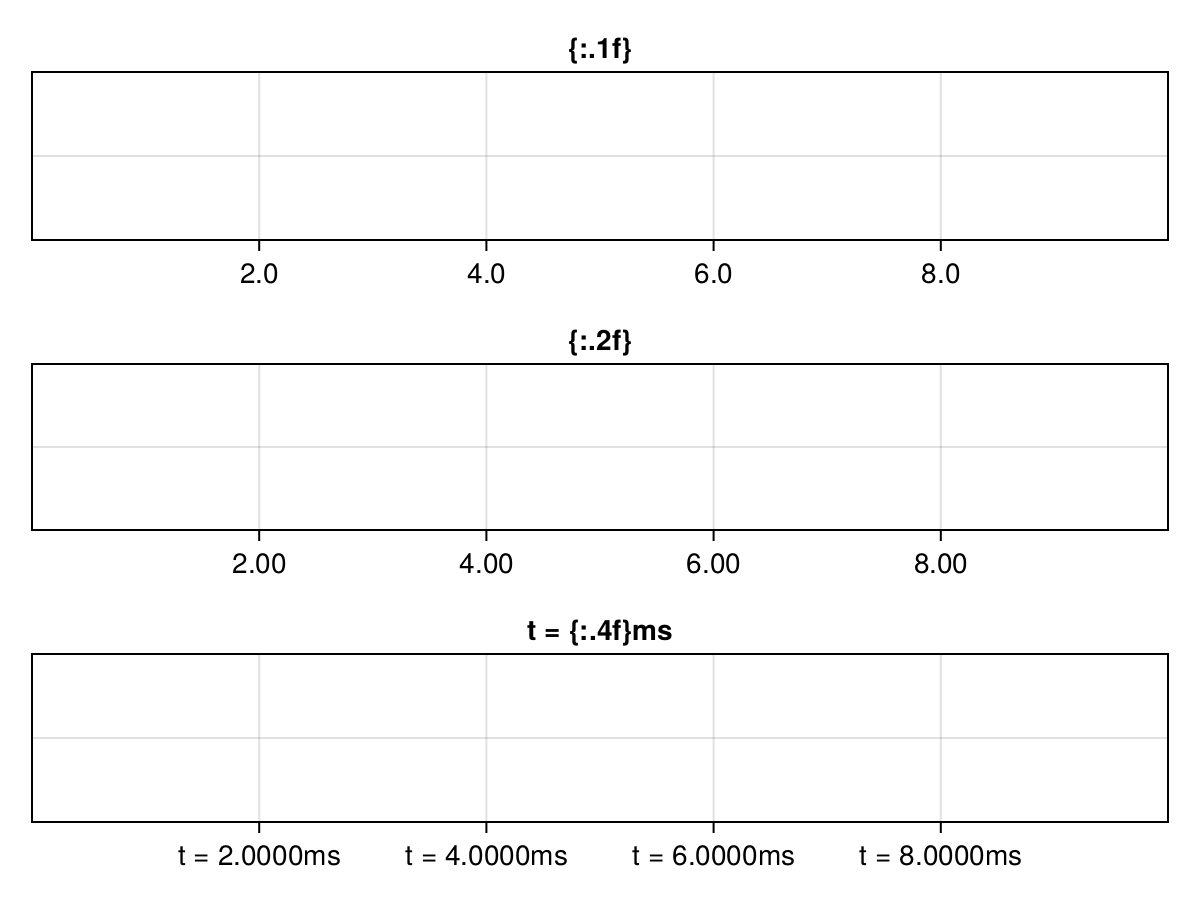 {:.1f}
2.0 4.0 6.0 8.0
{:.2f}
2.00 4.00 6.00 8.00
t = {:.4f}ms
t = 2.0000ms t = 4.0000ms t = 6.0000ms t = 8.0000ms